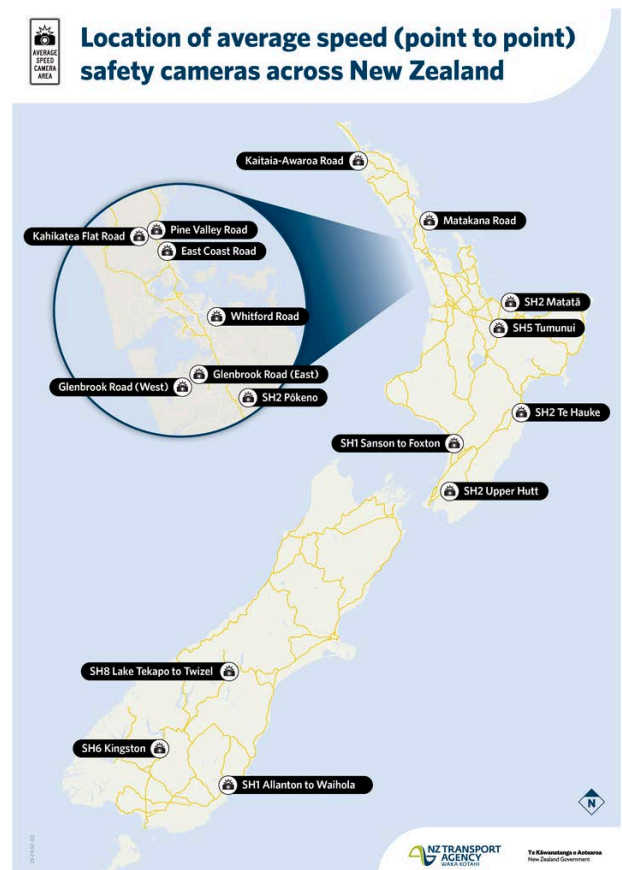 AVERAGE
SPEED
CAMERA
AREA
Location of average speed (point to point)
safety cameras across New Zealand
Kaitaia-Awaroa Road
Matakana Road
Kahikatea Flat Road
Pine Valley Road
East Coast Road
SH2 Matatā
Whitford Road
SH5 Tumunui
Glenbrook Road (East)
Glenbrook Road (West)
SH2 Pōkeno
SH2 Te Hauke
SH1 Sanson to Foxton
SH2 Upper Hutt
SH8 Lake Tekapo to Twizel
SH6 Kingston
SH1 Allanton to Waihola
N
NZ TRANSPORT
AGENCY
WAKA KOTAHI
Te Kāwanatanga o Aotearoa
New Zealand Government